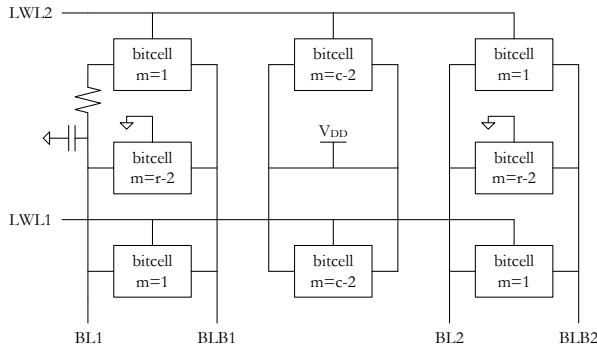 LWL2
bitcell
m=1
bitcell
m=c-2
bitcell
m=1
bitcell
m=r-2
VDD
bitcell
m=r-2
LWL1
bitcell
m=1
bitcell
m=c-2
bitcell
m=1
BL1 BLB1 BL2 BLB2